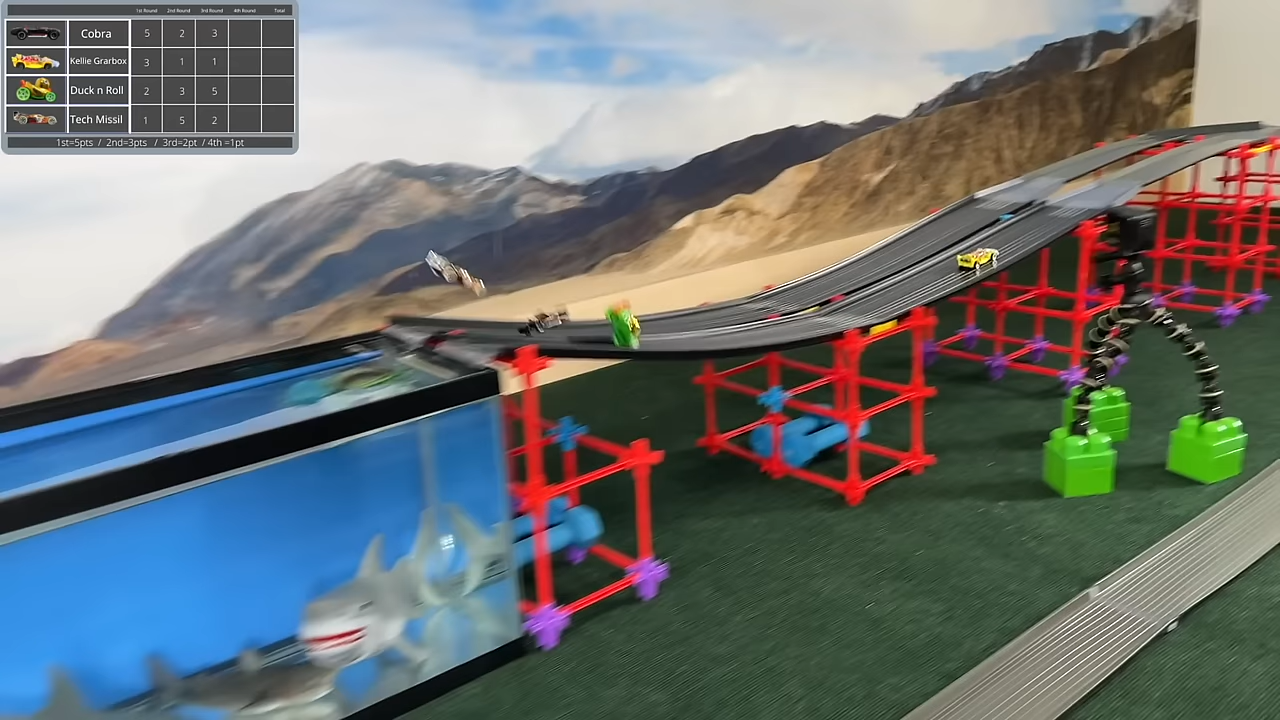 1st Round 2nd Round 3rd Round 4th Round Total
Cobra 5 2 3
Kellie Grarbox 3 1 1
Duck n Roll 2 3 5
Tech Missil 1 5 2
1st=5pts / 2nd=3pts / 3rd=2pt / 4th =1pt